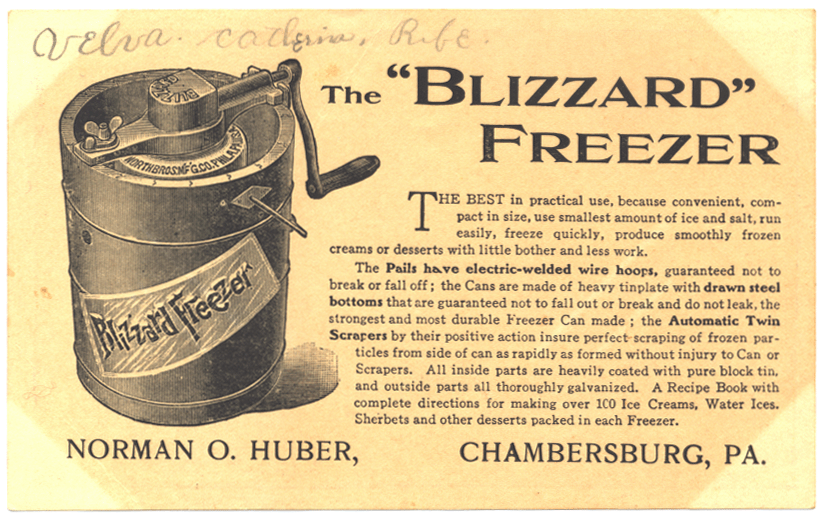 Velva. Catherine, Rife.
BLIZZARD
NORTH BROS.M'F'G.CO.PHILA.PA.
Blizzard Freezer
The “BLIZZARD”
FREEZER
THE BEST in practical use, because convenient, com-
pact in size, use smallest amount of ice and salt, run
easily, freeze quickly, produce smoothly frozen
creams or desserts with little bother and less work.
The Pails have electric-welded wire hoops, guaranteed not to
break or fall off ; the Cans are made of heavy tinplate with drawn steel
bottoms that are guaranteed not to fall out or break and do not leak, the
strongest and most durable Freezer Can made ; the Automatic Twin
Scrapers by their positive action insure perfect scraping of frozen par-
ticles from side of can as rapidly as formed without injury to Can or
Scrapers. All inside parts are heavily coated with pure block tin,
and outside parts all thoroughly galvanized. A Recipe Book with
complete directions for making over 100 Ice Creams, Water Ices,
Sherbets and other desserts packed in each Freezer.
NORMAN O. HUBER, CHAMBERSBURG, PA.